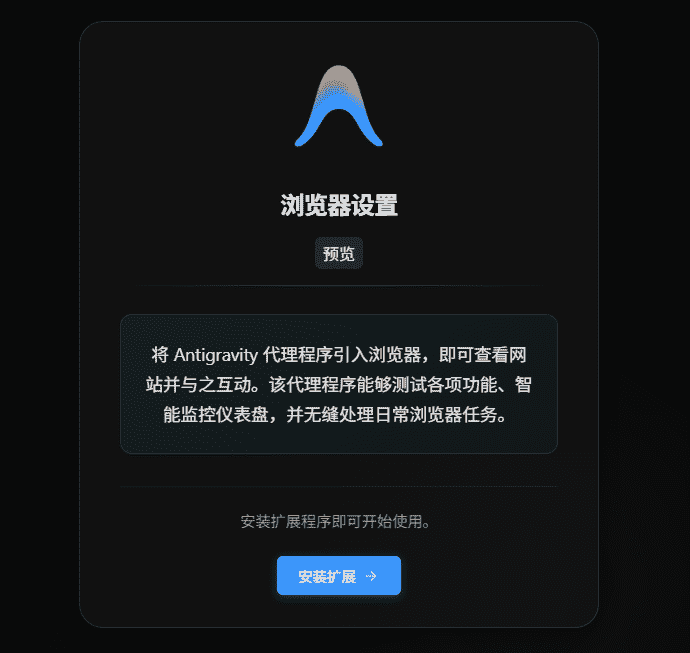 浏览器设置
预览
将 Antigravity 代理程序引入浏览器，即可查看网
站并与之互动。该代理程序能够测试各项功能、智
能监控仪表盘，并无缝处理日常浏览器任务。
安装扩展程序即可开始使用。
安装扩展 →